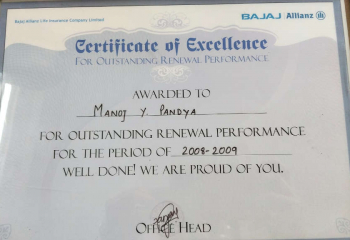 Bajaj Allianz Life Insurance Company Limited
BAJAJ Allianz
Certificate of Excellence
FOR OUTSTANDING RENEWAL PERFORMANCE
AWARDED TO
MANOJ Y. PANDYA
FOR OUTSTANDING RENEWAL PERFORMANCE
FOR THE PERIOD OF 2008-2009
WELL DONE! WE ARE PROUD OF YOU.
OFFICE HEAD